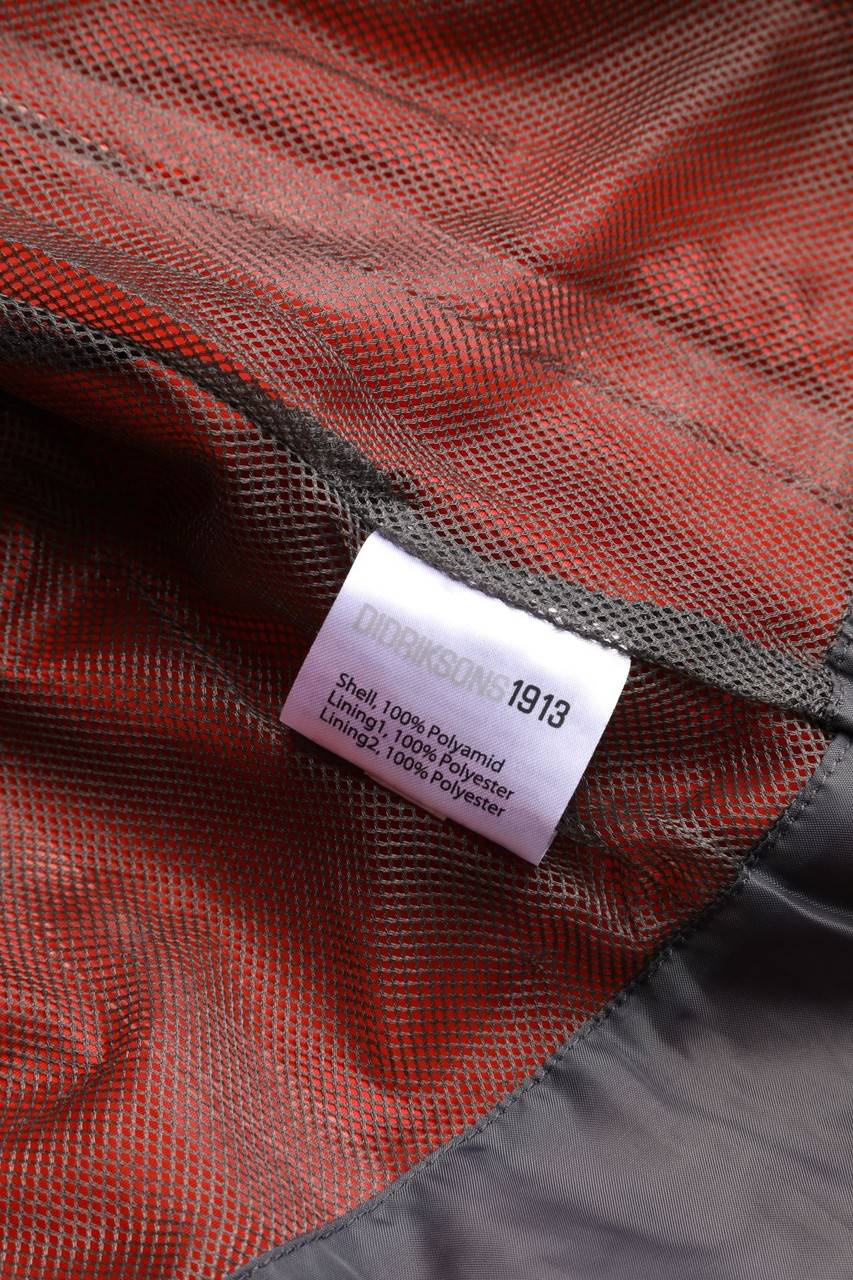 DIDRIKSONS1913
Shell, 100% Polyamid
Lining1, 100% Polyester
Lining2, 100% Polyester